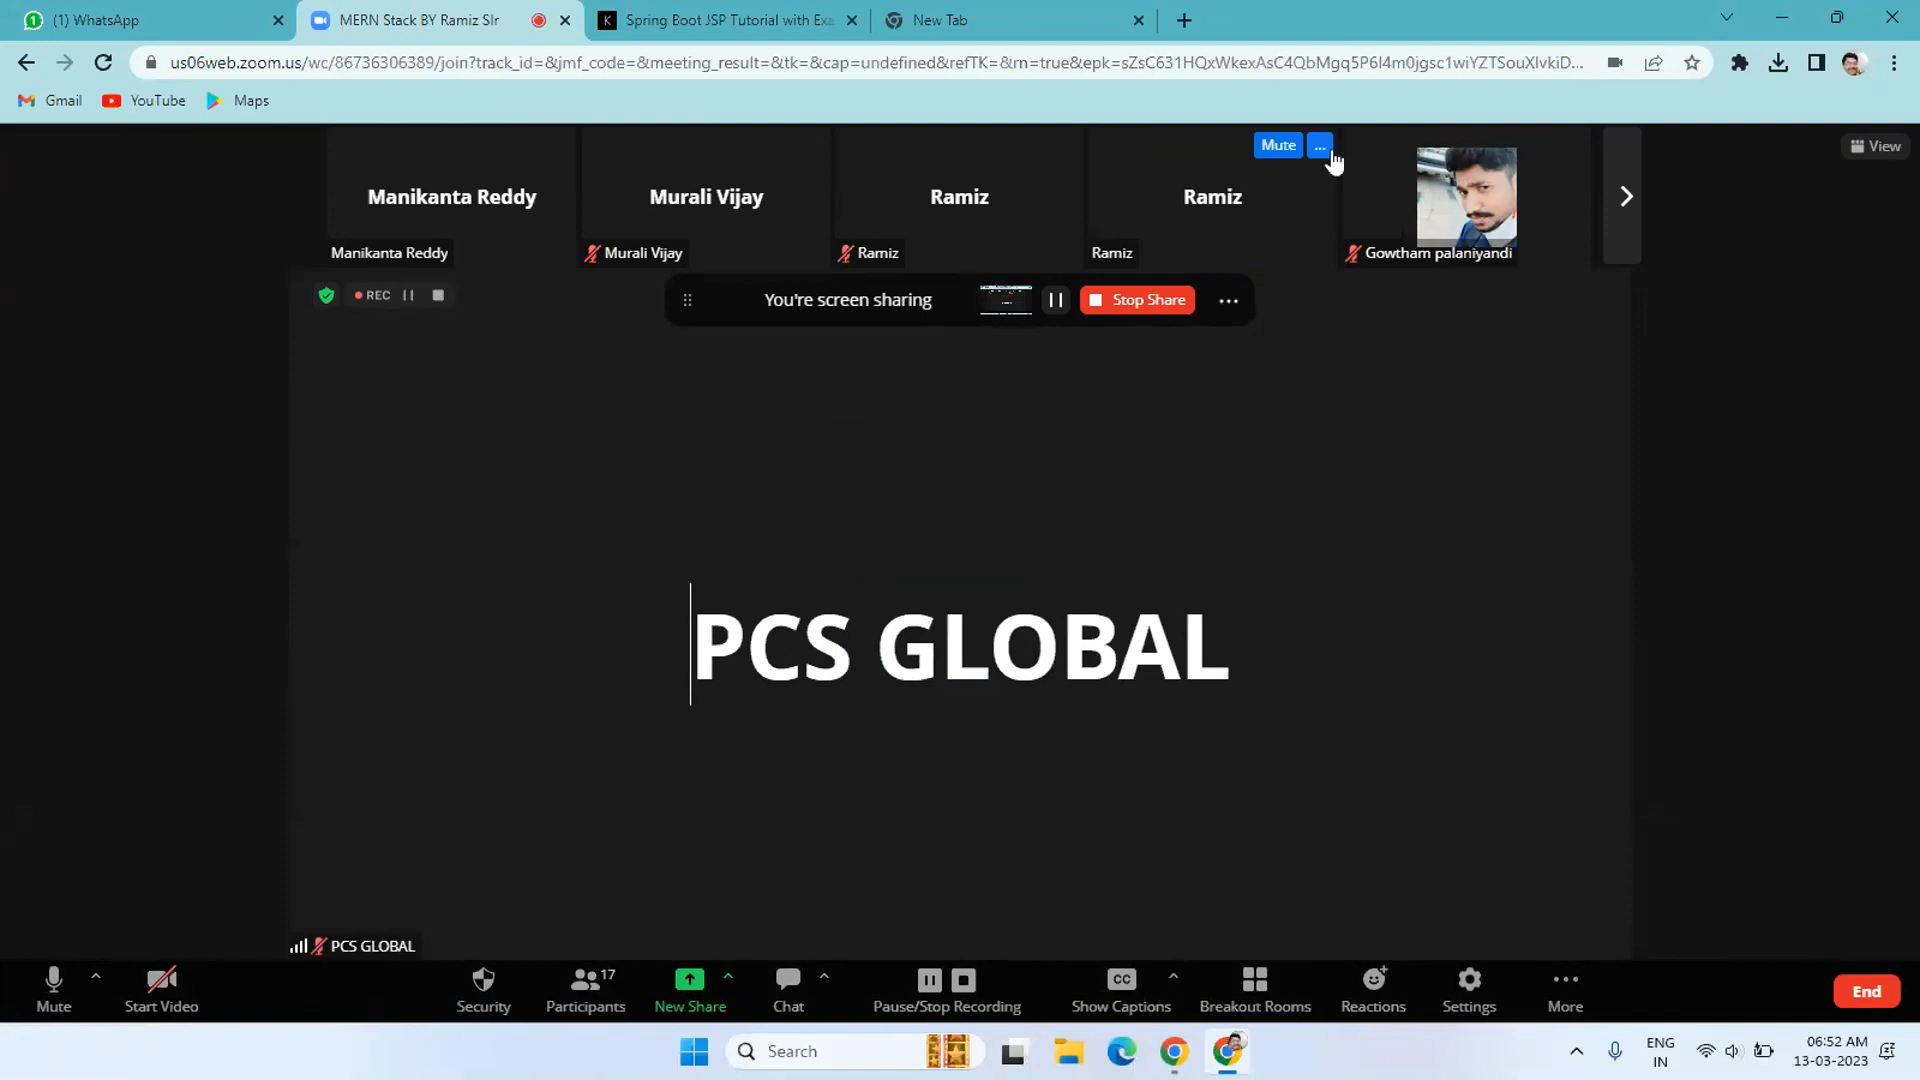 (1) WhatsApp
MERN Stack BY Ramiz SIr
Spring Boot JSP Tutorial with Exa
New Tab
us06web.zoom.us/wc/86736306389/join?track_id=&jmf_code=&meeting_result=&tk=&cap=undefined&refTK=&rn=true&epk=sZsC631HQxWkexAsC4QbMgq5P6I4m0jgsc1wiYZTSouXIvkiD...
Gmail
YouTube
Maps
Mute
...
View
Manikanta Reddy
Murali Vijay
Ramiz
Ramiz
Manikanta Reddy
Murali Vijay
Ramiz
Ramiz
Gowtham palaniyandi
REC
You're screen sharing
Stop Share
PCS GLOBAL
PCS GLOBAL
Mute
Start Video
Security
Participants
17
New Share
Chat
Pause/Stop Recording
CC
Show Captions
Breakout Rooms
Reactions
Settings
More
End
Search
ENG
IN
06:52 AM
13-03-2023